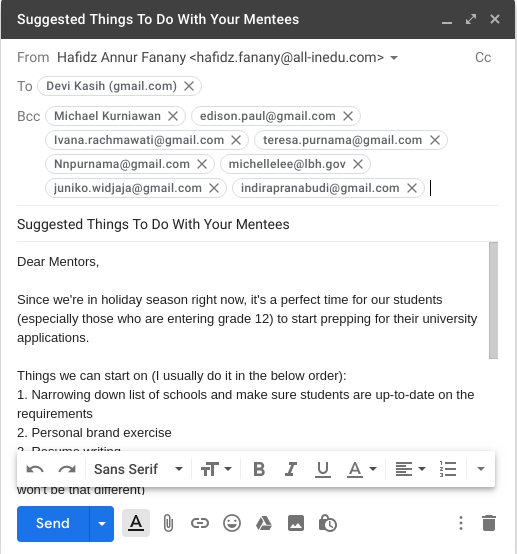 Suggested Things To Do With Your Mentees
From Hafidz Annur Fanany <hafidz.fanany@all-inedu.com> Cc
To Devi Kasih (gmail.com)
Bcc Michael Kurniawan edison.paul@gmail.com
Ivana.rachmawati@gmail.com teresa.purnama@gmail.com
Nnpurnama@gmail.com michellelee@lbh.gov
juniko.widjaja@gmail.com indirapranabudi@gmail.com
Suggested Things To Do With Your Mentees
Dear Mentors,
Since we're in holiday season right now, it's a perfect time for our students
(especially those who are entering grade 12) to start prepping for their university
applications.
Things we can start on (I usually do it in the below order):
1. Narrowing down list of schools and make sure students are up-to-date on the
requirements
2. Personal brand exercise
3. Resume writing
Sans Serif
won't be that different)
Send